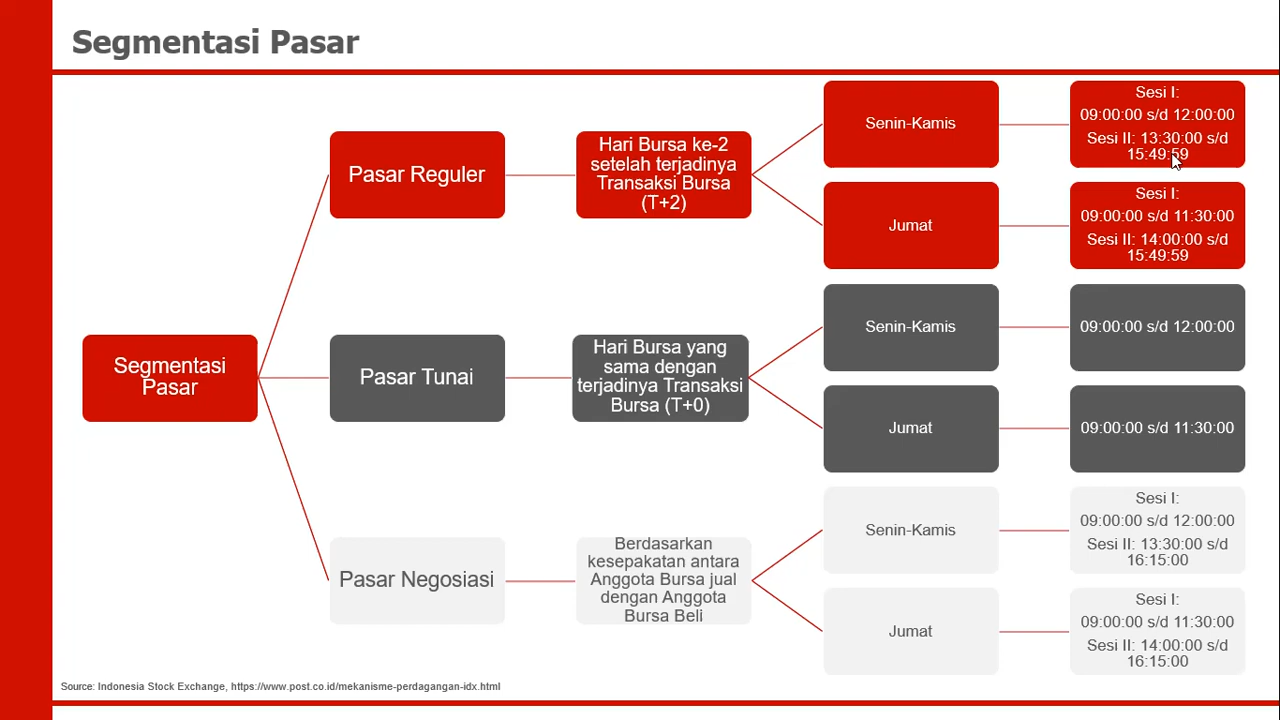 Segmentasi Pasar
Segmentasi
Pasar
Pasar Reguler
Hari Bursa ke-2
setelah terjadinya
Transaksi Bursa
(T+2)
Senin-Kamis
Sesi I:
09:00:00 s/d 12:00:00
Sesi II: 13:30:00 s/d
15:49:59
Jumat
Sesi I:
09:00:00 s/d 11:30:00
Sesi II: 14:00:00 s/d
15:49:59
Pasar Tunai
Hari Bursa yang
sama dengan
terjadinya Transaksi
Bursa (T+0)
Senin-Kamis
09:00:00 s/d 12:00:00
Jumat
09:00:00 s/d 11:30:00
Pasar Negosiasi
Berdasarkan
kesepakatan antara
Anggota Bursa jual
dengan Anggota
Bursa Beli
Senin-Kamis
Sesi I:
09:00:00 s/d 12:00:00
Sesi II: 13:30:00 s/d
16:15:00
Jumat
Sesi I:
09:00:00 s/d 11:30:00
Sesi II: 14:00:00 s/d
16:15:00
Source: Indonesia Stock Exchange, https://www.post.co.id/mekanisme-perdagangan-idx.html